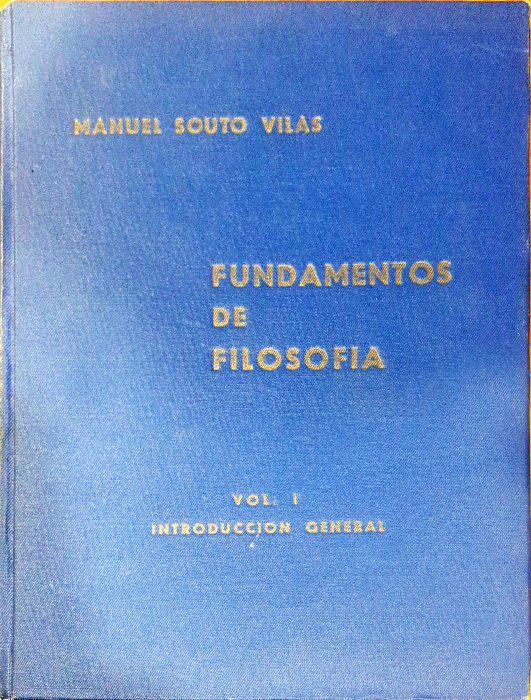 MANUEL SOUTO VILAS
FUNDAMENTOS
DE
FILOSOFIA
VOL. I
INTRODUCCION GENERAL